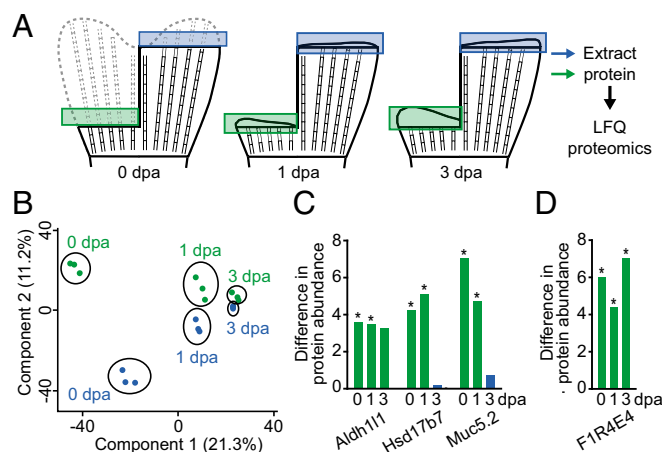 A
0 dpa
1 dpa
3 dpa
Extract
protein
LFQ
proteomics
B
Component 2 (11.2%)
40
0
-40
0 dpa
1 dpa
3 dpa
3 dpa
1 dpa
0 dpa
-40
0
40
Component 1 (21.3%)
C
Difference in
protein abundance
8
6
4
2
0
* * * * * *
0 1 3 0 1 3 0 1 3 dpa
Aldh1l1
Hsd17b7
Muc5.2
D
Difference in
protein abundance
8
6
4
2
0
* * *
0 1 3 dpa
F1R4E4